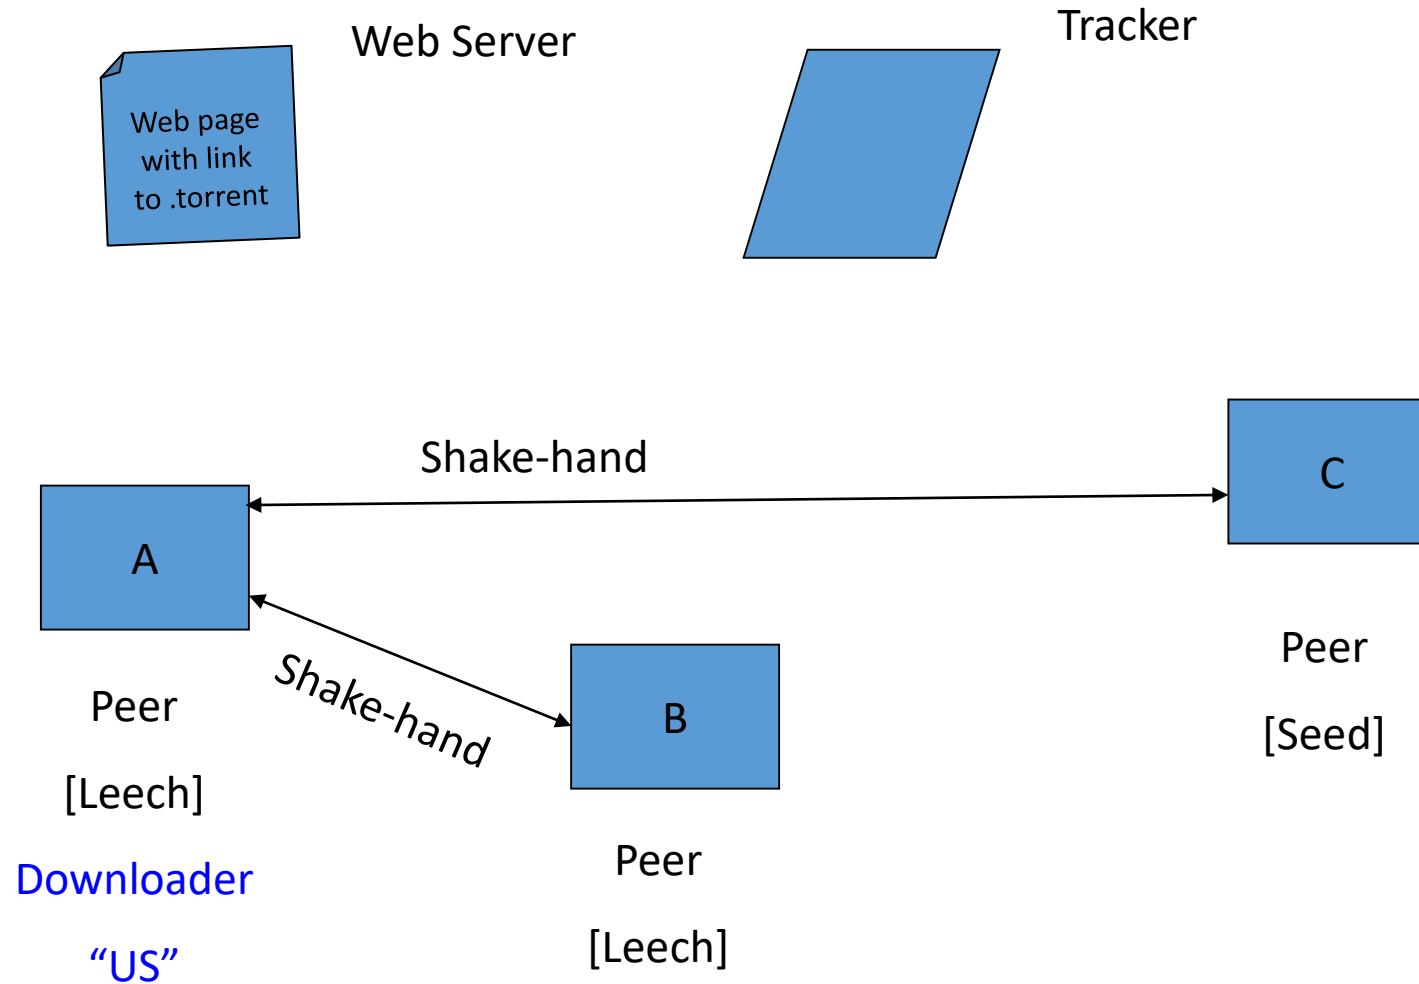 Web Server
Tracker
Web page
with link
to .torrent
Shake-hand
C
A
Peer
[Seed]
Shake-hand
B
Peer
[Leech]
Downloader
“US”
Peer
[Leech]